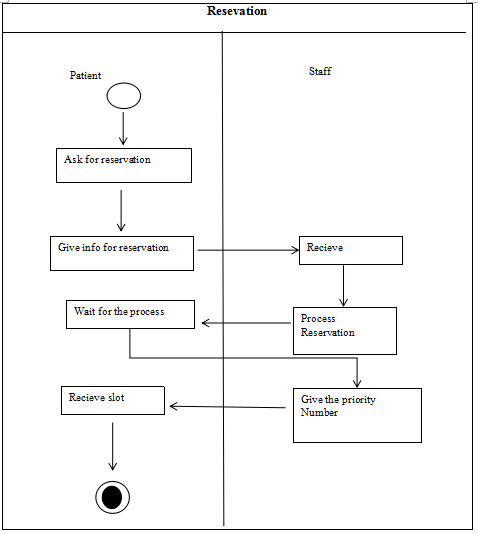 Resevation
Patient
Staff
Ask for reservation
Give info for reservation
Recieve
Wait for the process
Process
Reservation
Recieve slot
Give the priority
Number